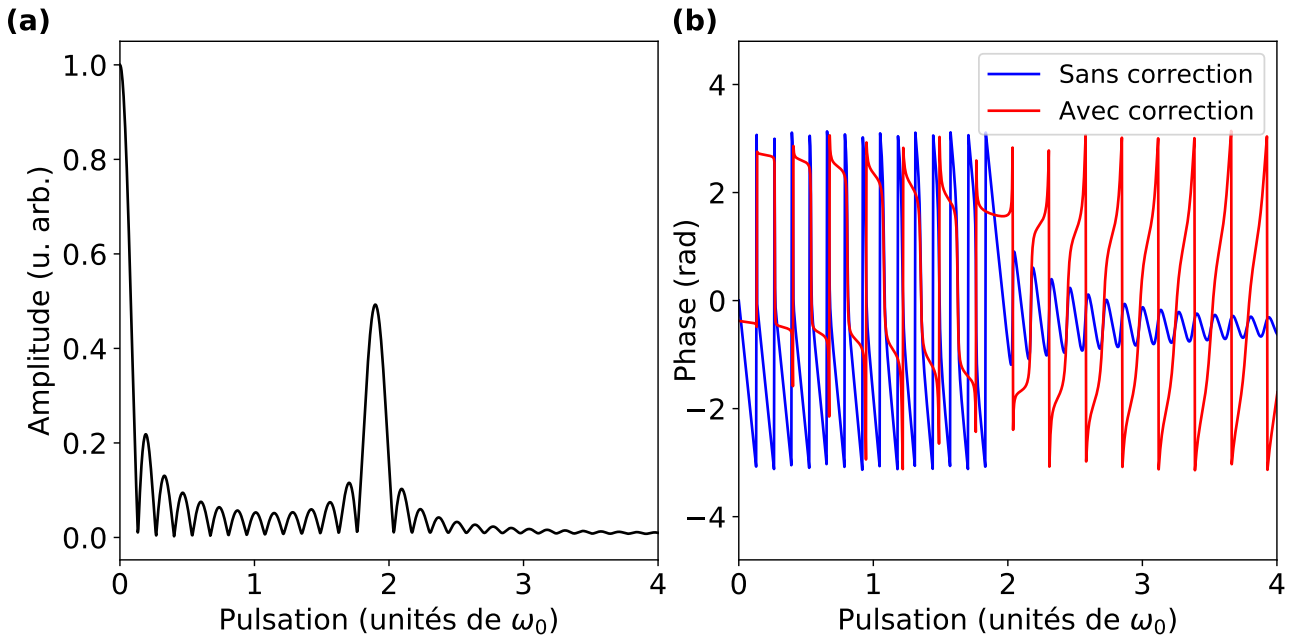 (a)
1.0
0.8
0.6
0.4
0.2
0.0
Amplitude (u. arb.)
0 1 2 3 4
Pulsation (unités de ω0)
(b)
Sans correction
Avec correction
4
2
0
−2
−4
Phase (rad)
0 1 2 3 4
Pulsation (unités de ω0)